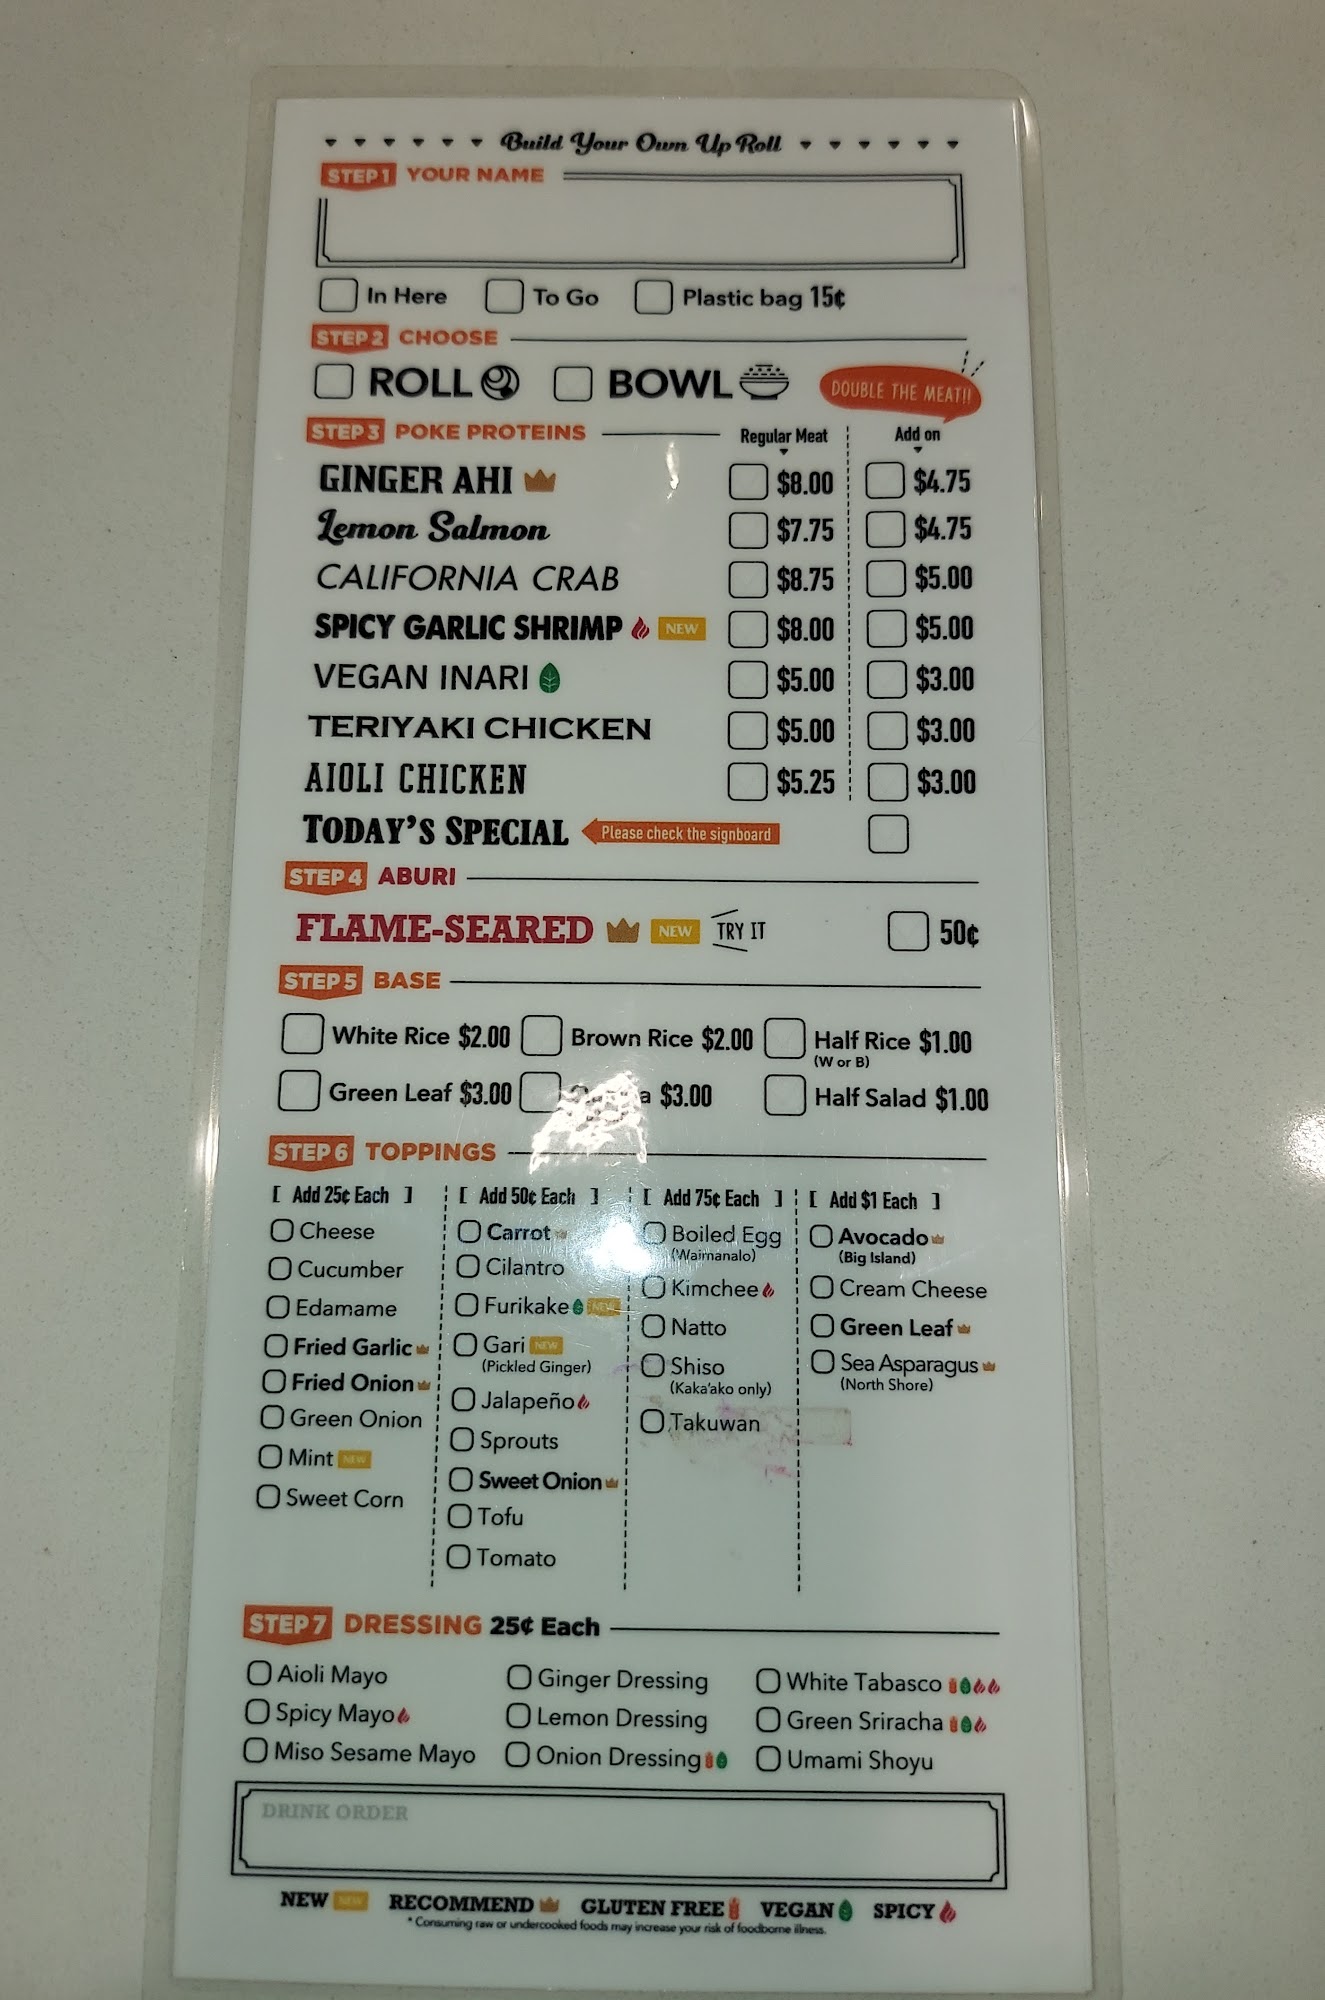 Build Your Own Up Roll
STEP 1 YOUR NAME
In Here To Go Plastic bag 15¢
STEP 2 CHOOSE
ROLL BOWL DOUBLE THE MEAT!!
STEP 3 POKE PROTEINS Regular Meat Add on
GINGER AHI $8.00 $4.75
Lemon Salmon $7.75 $4.75
CALIFORNIA CRAB $8.75 $5.00
SPICY GARLIC SHRIMP NEW $8.00 $5.00
VEGAN INARI $5.00 $3.00
TERIYAKI CHICKEN $5.00 $3.00
AIOLI CHICKEN $5.25 $3.00
TODAY'S SPECIAL Please check the signboard
STEP 4 ABURI
FLAME-SEARED NEW TRY IT 50¢
STEP 5 BASE
White Rice $2.00 Brown Rice $2.00 Half Rice $1.00
(W or B)
Green Leaf $3.00 $3.00 Half Salad $1.00
STEP 6 TOPPINGS
[ Add 25¢ Each ]
Cheese
Cucumber
Edamame
Fried Garlic
Fried Onion
Green Onion
Mint NEW
Sweet Corn
[ Add 50¢ Each ]
Carrot
Cilantro
Furikake NEW
Gari NEW
(Pickled Ginger)
Jalapeño
Sprouts
Sweet Onion
Tofu
Tomato
[ Add 75¢ Each ]
Boiled Egg
(Waimanalo)
Kimchee
Natto
Shiso
(Kaka'ako only)
Takuwan
[ Add $1 Each ]
Avocado
(Big Island)
Cream Cheese
Green Leaf
Sea Asparagus
(North Shore)
STEP 7 DRESSING 25¢ Each
Aioli Mayo Ginger Dressing White Tabasco
Spicy Mayo Lemon Dressing Green Sriracha
Miso Sesame Mayo Onion Dressing Umami Shoyu
DRINK ORDER
NEW NEW RECOMMEND GLUTEN FREE VEGAN SPICY
* Consuming raw or undercooked foods may increase your risk of foodborne illness.